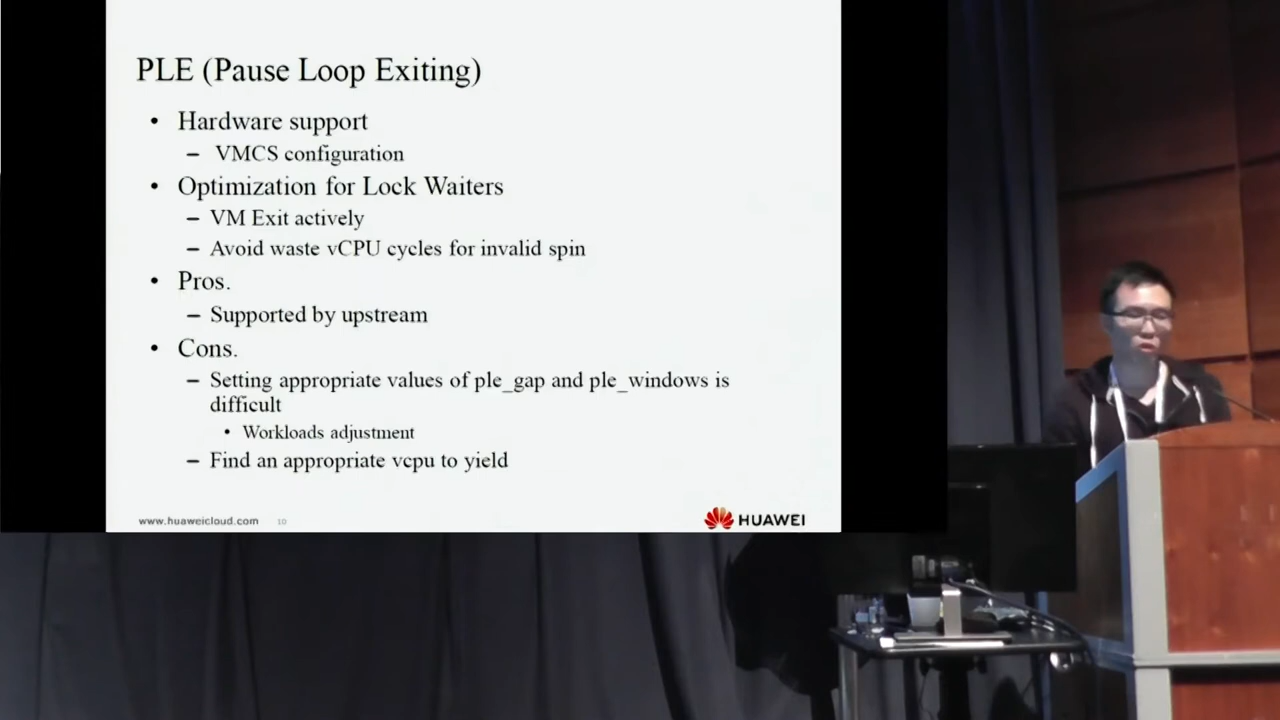 PLE (Pause Loop Exiting)
• Hardware support
– VMCS configuration
• Optimization for Lock Waiters
– VM Exit actively
– Avoid waste vCPU cycles for invalid spin
• Pros.
– Supported by upstream
• Cons.
– Setting appropriate values of ple_gap and ple_windows is
difficult
• Workloads adjustment
– Find an appropriate vcpu to yield
www.huaweicloud.com 10
HUAWEI